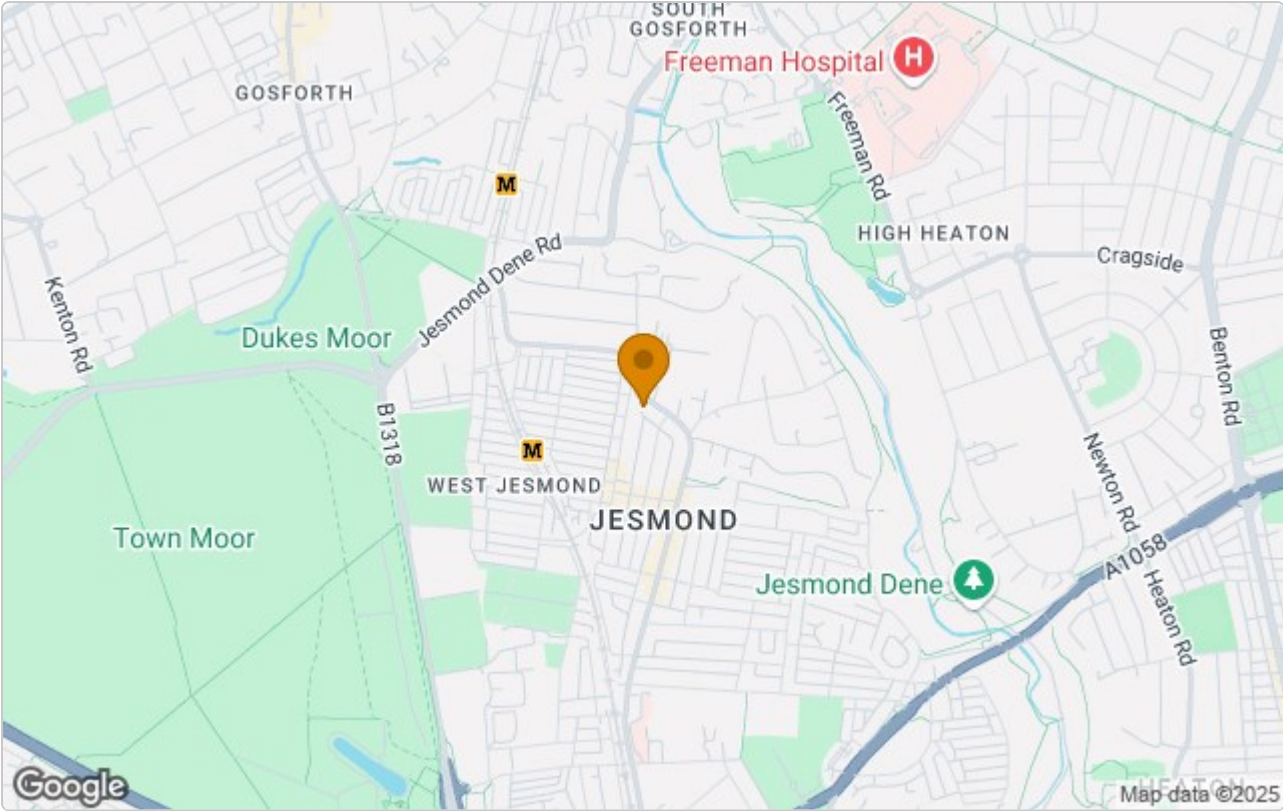 SOUTH
GOSFORTH
Freeman Hospital
H
GOSFORTH
Freeman Rd
M
HIGH HEATON
Cragside
Jesmond Dene Rd
Kenton Rd
Dukes Moor
Benton Rd
B1318
M
WEST JESMOND
Newton Rd
JESMOND
Town Moor
A1058
Jesmond Dene
Heaton Rd
HEATON
Google
Map data ©2025